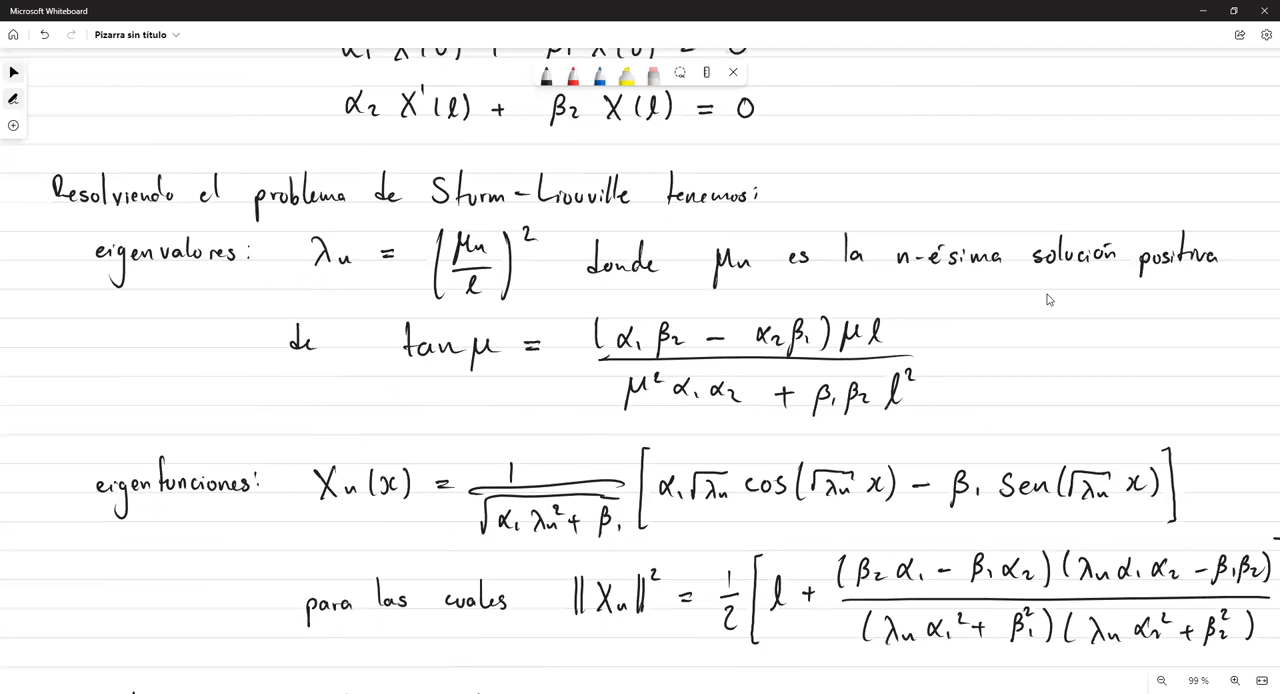 Microsoft Whiteboard
Pizarra sin título
α₂ X'(l) + β₂ X(l) = 0
Resolviendo el problema de Sturm-Liouville tenemos:
eigenvalores: λn = (μn/l)² donde μn es la n-ésima solución positiva
de tan μ = (α₁β₂ - α₂β₁)μl / (μ²α₁α₂ + β₁β₂l²)
eigenfunciones: Xn(x) = 1/√(α₁λn² + β₁) [α₁√λn cos(√λn x) - β₁ Sen(√λn x)]
para las cuales ||Xn||² = 1/2 [l + (β₂α₁ - β₁α₂)(λnα₁α₂ - β₁β₂) / (λnα₁² + β₁²)(λnα₂² + β₂²)
99 %